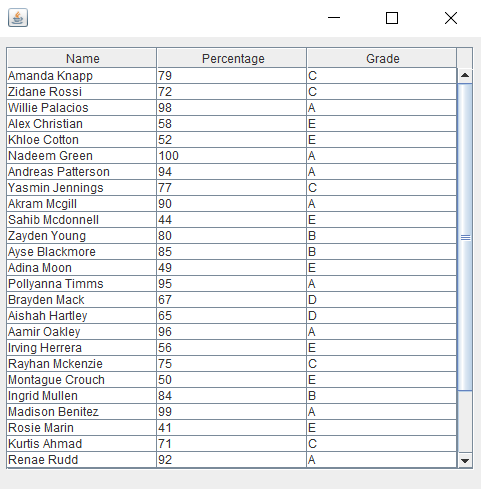 Name Percentage Grade
Amanda Knapp 79 C
Zidane Rossi 72 C
Willie Palacios 98 A
Alex Christian 58 E
Khloe Cotton 52 E
Nadeem Green 100 A
Andreas Patterson 94 A
Yasmin Jennings 77 C
Akram Mcgill 90 A
Sahib Mcdonnell 44 E
Zayden Young 80 B
Ayse Blackmore 85 B
Adina Moon 49 E
Pollyanna Timms 95 A
Brayden Mack 67 D
Aishah Hartley 65 D
Aamir Oakley 96 A
Irving Herrera 56 E
Rayhan Mckenzie 75 C
Montague Crouch 50 E
Ingrid Mullen 84 B
Madison Benitez 99 A
Rosie Marin 41 E
Kurtis Ahmad 71 C
Renae Rudd 92 A